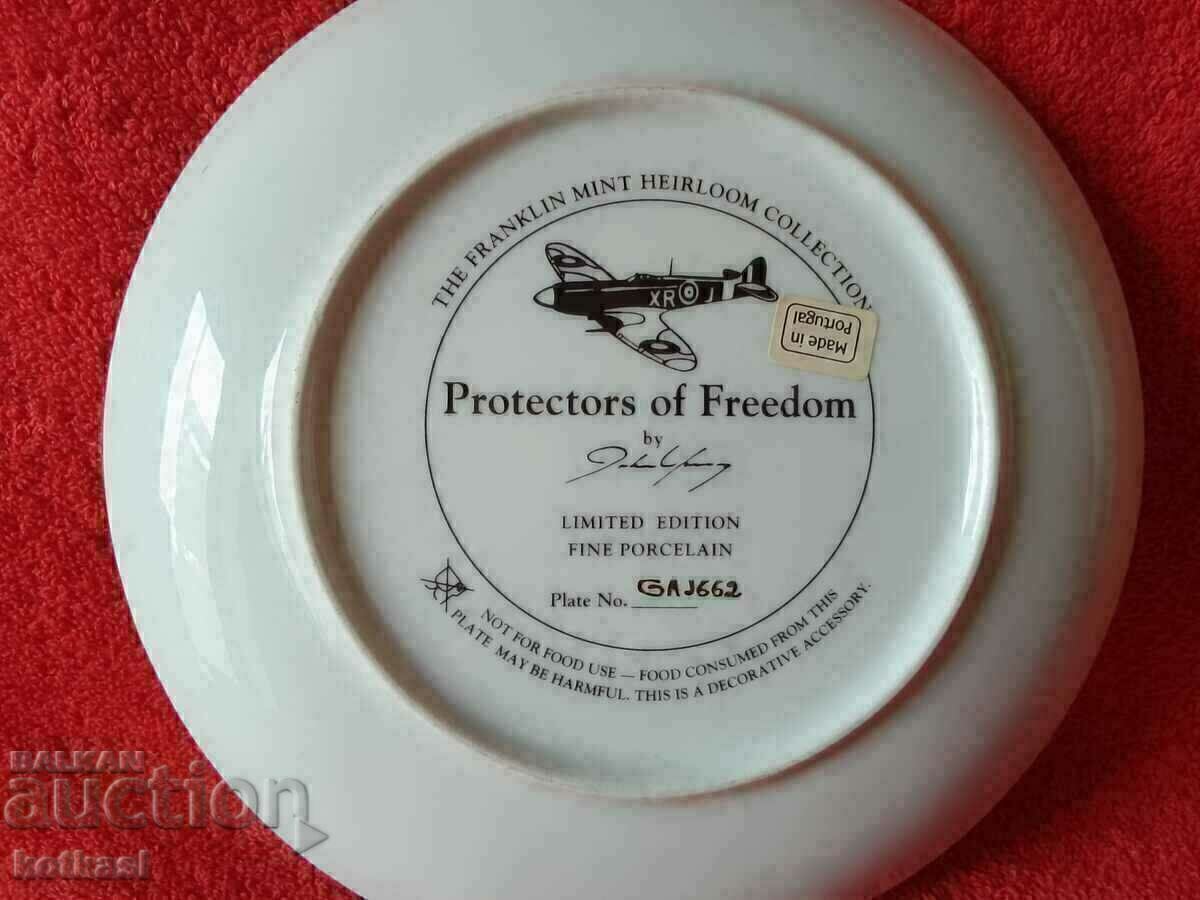 THE FRANKLIN MINT HEIRLOOM COLLECTION
XR J
Made in
Portugal
Protectors of Freedom
by
John Young
LIMITED EDITION
FINE PORCELAIN
Plate No. GAJ662
NOT FOR FOOD USE — FOOD CONSUMED FROM THIS
PLATE MAY BE HARMFUL. THIS IS A DECORATIVE ACCESSORY.
BALKAN
auction
kotkasl